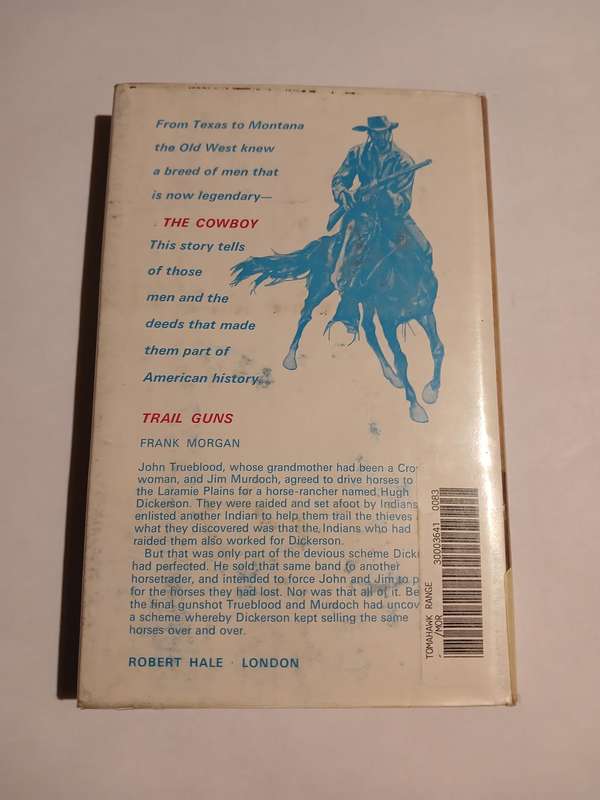 From Texas to Montana
the Old West knew
a breed of men that
is now legendary—
THE COWBOY
This story tells
of those
men and the
deeds that made
them part of
American history.
TRAIL GUNS
FRANK MORGAN
John Trueblood, whose grandmother had been a
woman, and Jim Murdoch, agreed to drive horses to
the Laramie Plains for a horse-rancher named Hugh
Dickerson. They were raided and set afoot by Indians
enlisted another Indian to help them trail the thieves
what they discovered was that the Indians who had
raided them also worked for Dickerson.
But that was only part of the devious scheme
had perfected. He sold that same band to another
horsetrader, and intended to force John and Jim to
for the horses they had lost. Nor was that all of it.
the final gunshot Trueblood and Murdoch had
a scheme whereby Dickerson kept selling the same
horses over and over.
ROBERT HALE · LONDON
TOMAHAWK RANGE 30003641 0083
/MOR